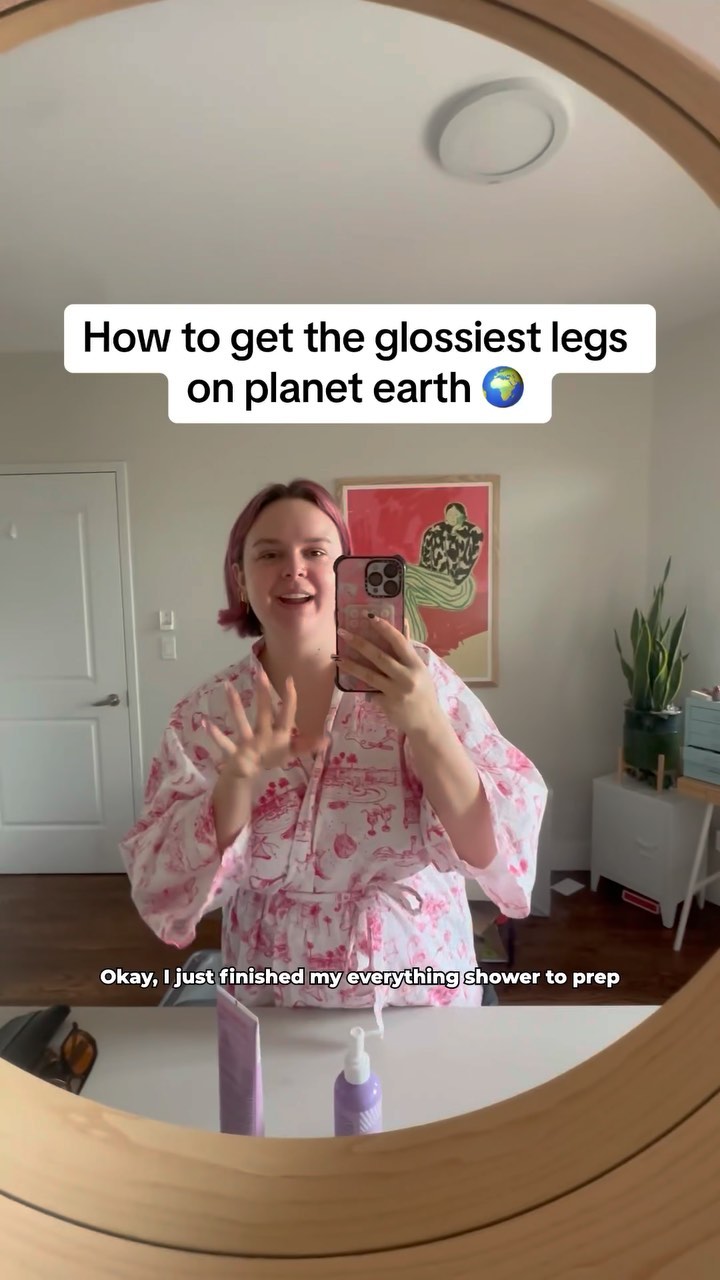 How to get the glossiest legs
on planet earth 🌍
Okay, I just finished my everything shower to prep